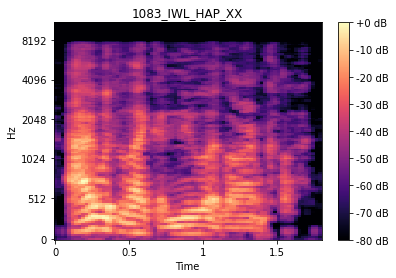 1083_IWL_HAP_XX
+0 dB
8192
-10 dB
4096
-20 dB
-30 dB
2048
Hz
-40 dB
1024
-50 dB
512
-60 dB
-70 dB
0
-80 dB
0 0.5 1 1.5
Time